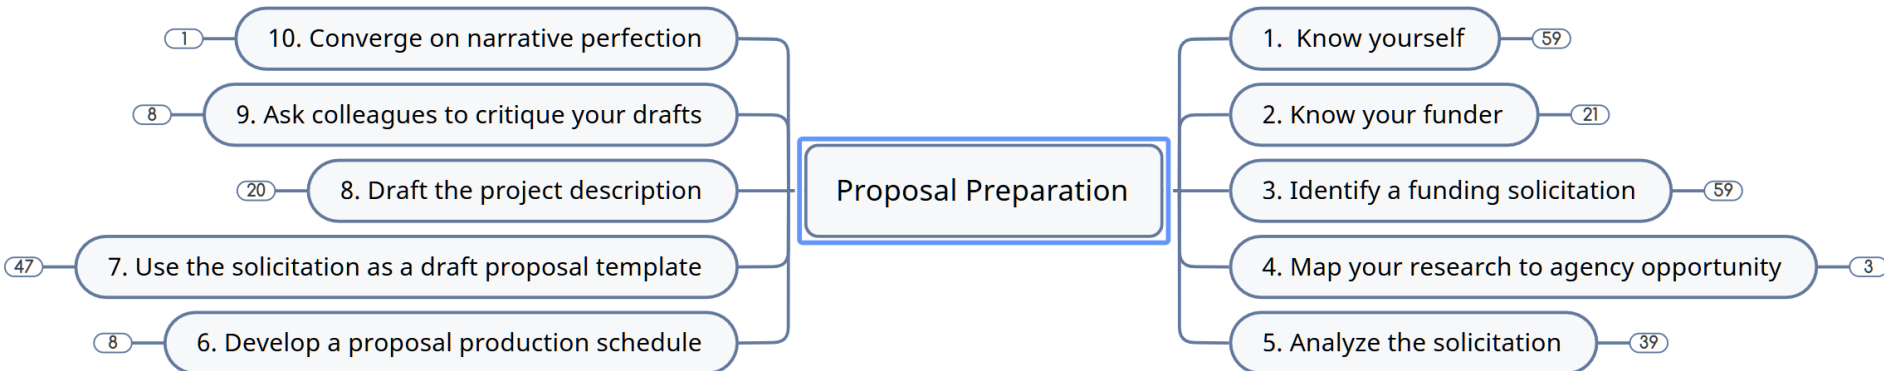 10. Converge on narrative perfection
1
9. Ask colleagues to critique your drafts
8
8. Draft the project description
20
7. Use the solicitation as a draft proposal template
47
6. Develop a proposal production schedule
8
Proposal Preparation
1. Know yourself
59
2. Know your funder
21
3. Identify a funding solicitation
59
4. Map your research to agency opportunity
3
5. Analyze the solicitation
39